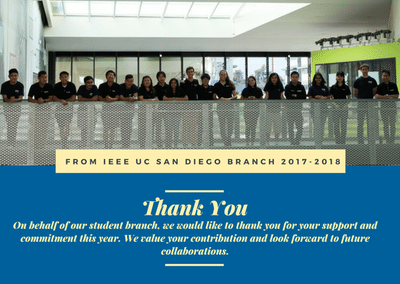 FROM IEEE UC SAN DIEGO BRANCH 2017-2018
Thank You
On behalf of our student branch, we would like to thank you for your support and
commitment this year. We value your contribution and look forward to future
collaborations.